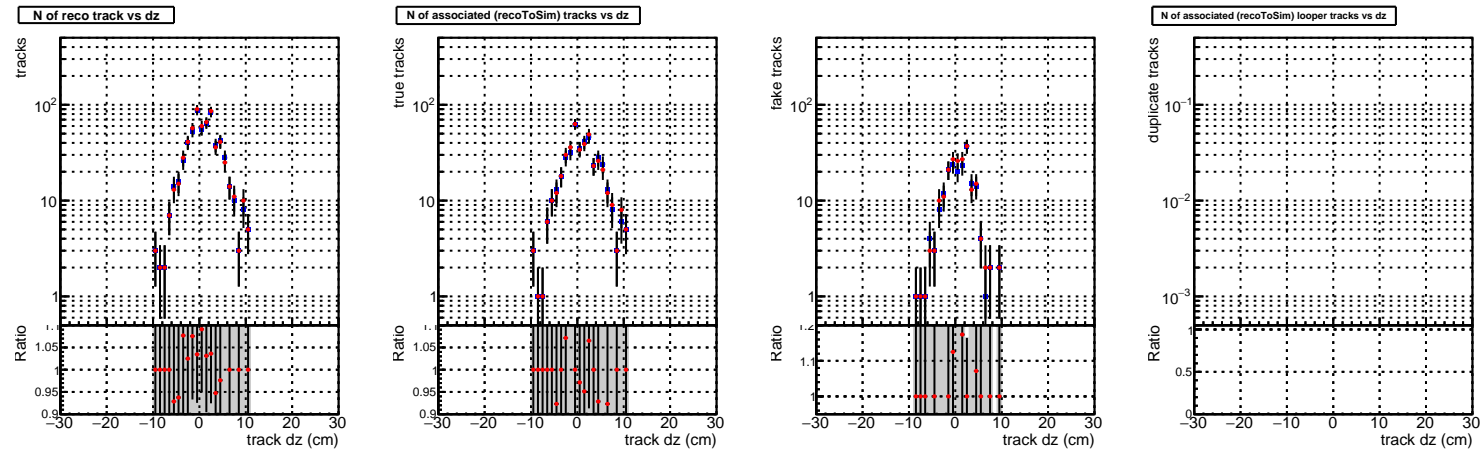 N of reco track vs dz
tracks
10²
10
1
Ratio
1.1
1.05
1
0.95
0.9
−30 −20 −10 0 10 20 30
track dz (cm)
N of associated (recoToSim) tracks vs dz
true tracks
10²
10
1
Ratio
1.1
1.05
1
0.95
0.9
−30 −20 −10 0 10 20 30
track dz (cm)
fake tracks
10²
10
1
Ratio
1.2
1.1
1
−30 −20 −10 0 10 20 30
track dz (cm)
N of associated (recoToSim) looper tracks vs dz
duplicate tracks
10⁻¹
10⁻²
10⁻³
Ratio
1
0.5
0
−30 −20 −10 0 10 20 30
track dz (cm)